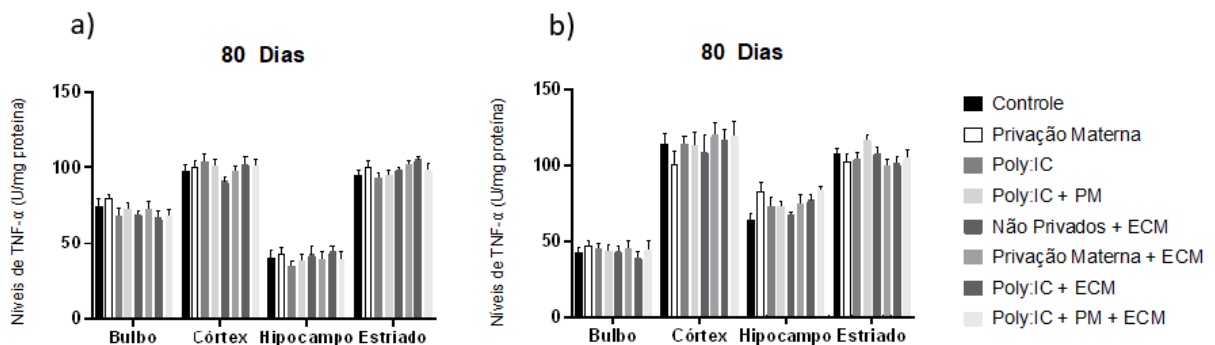 a)
80 Dias
Níveis de TNF-α (U/mg proteína)
150
100
50
0
Bulbo Córtex Hipocampo Estriado
b)
80 Dias
Níveis de TNF-α (U/mg proteína)
150
100
50
0
Bulbo Córtex Hipocampo Estriado
Controle
Privação Materna
Poly:IC
Poly:IC + PM
Não Privados + ECM
Privação Materna + ECM
Poly:IC + ECM
Poly:IC + PM + ECM